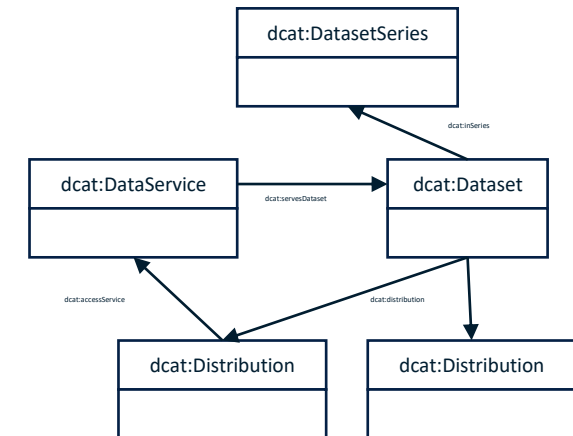 dcat:DatasetSeries
dcat:inSeries
dcat:DataService
dcat:servesDataset
dcat:Dataset
dcat:accessService
dcat:distribution
dcat:Distribution
dcat:Distribution